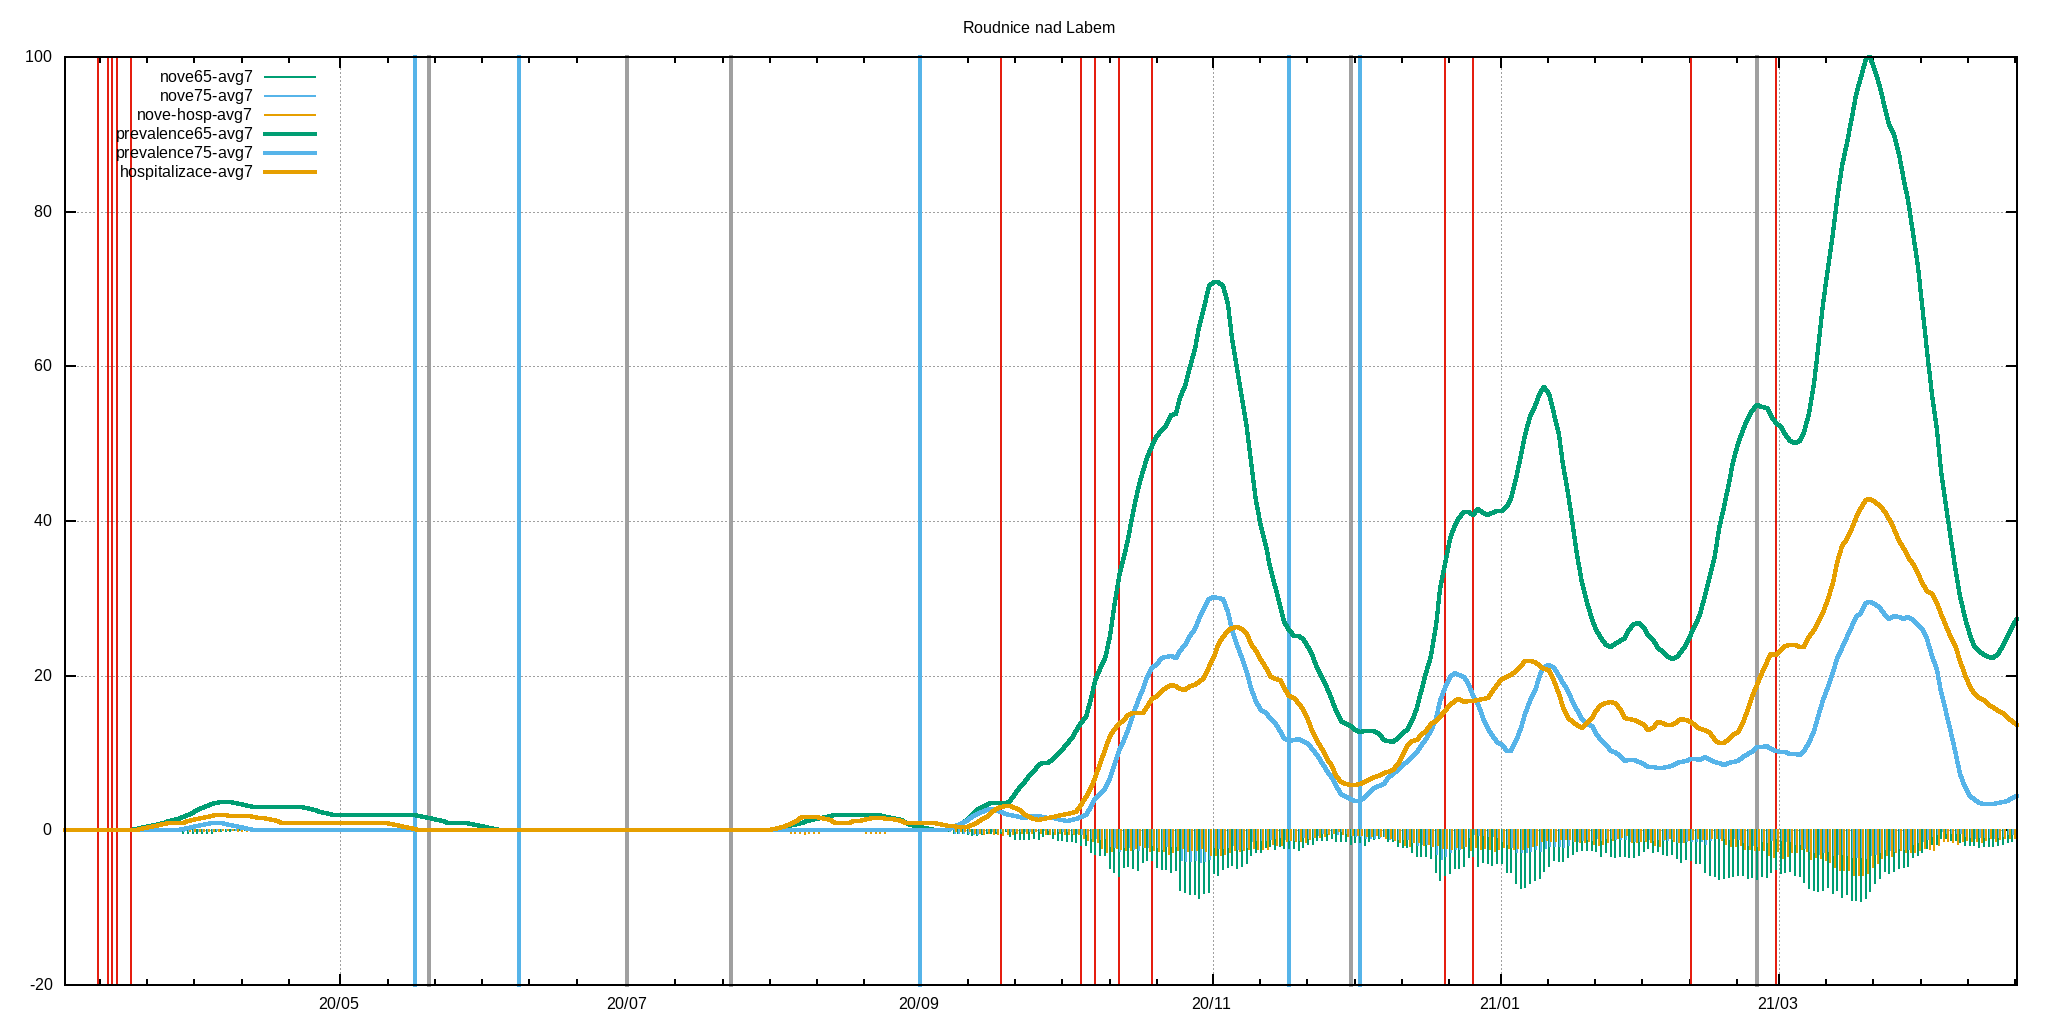 Roudnice nad Labem
100
nove65-avg7
nove75-avg7
nove-hosp-avg7
prevalence65-avg7
prevalence75-avg7
hospitalizace-avg7
80
60
40
20
0
-20
20/05
20/07
20/09
20/11
21/01
21/03